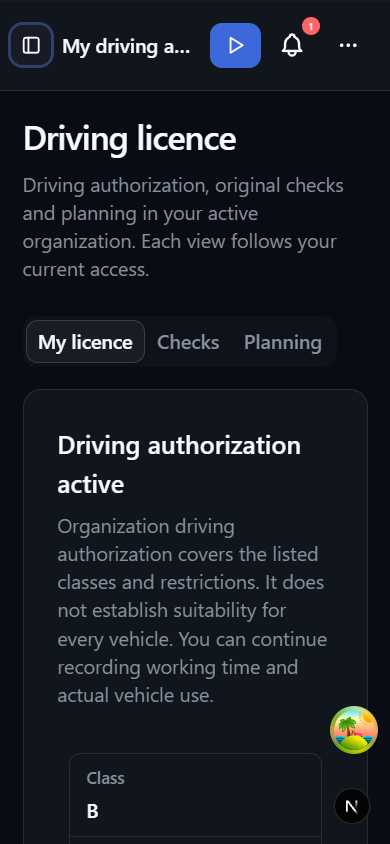 My driving a...
1
Driving licence
Driving authorization, original checks
and planning in your active
organization. Each view follows your
current access.
My licence Checks Planning
Driving authorization
active
Organization driving
authorization covers the listed
classes and restrictions. It does
not establish suitability for
every vehicle. You can continue
recording working time and
actual vehicle use.
Class
B
N